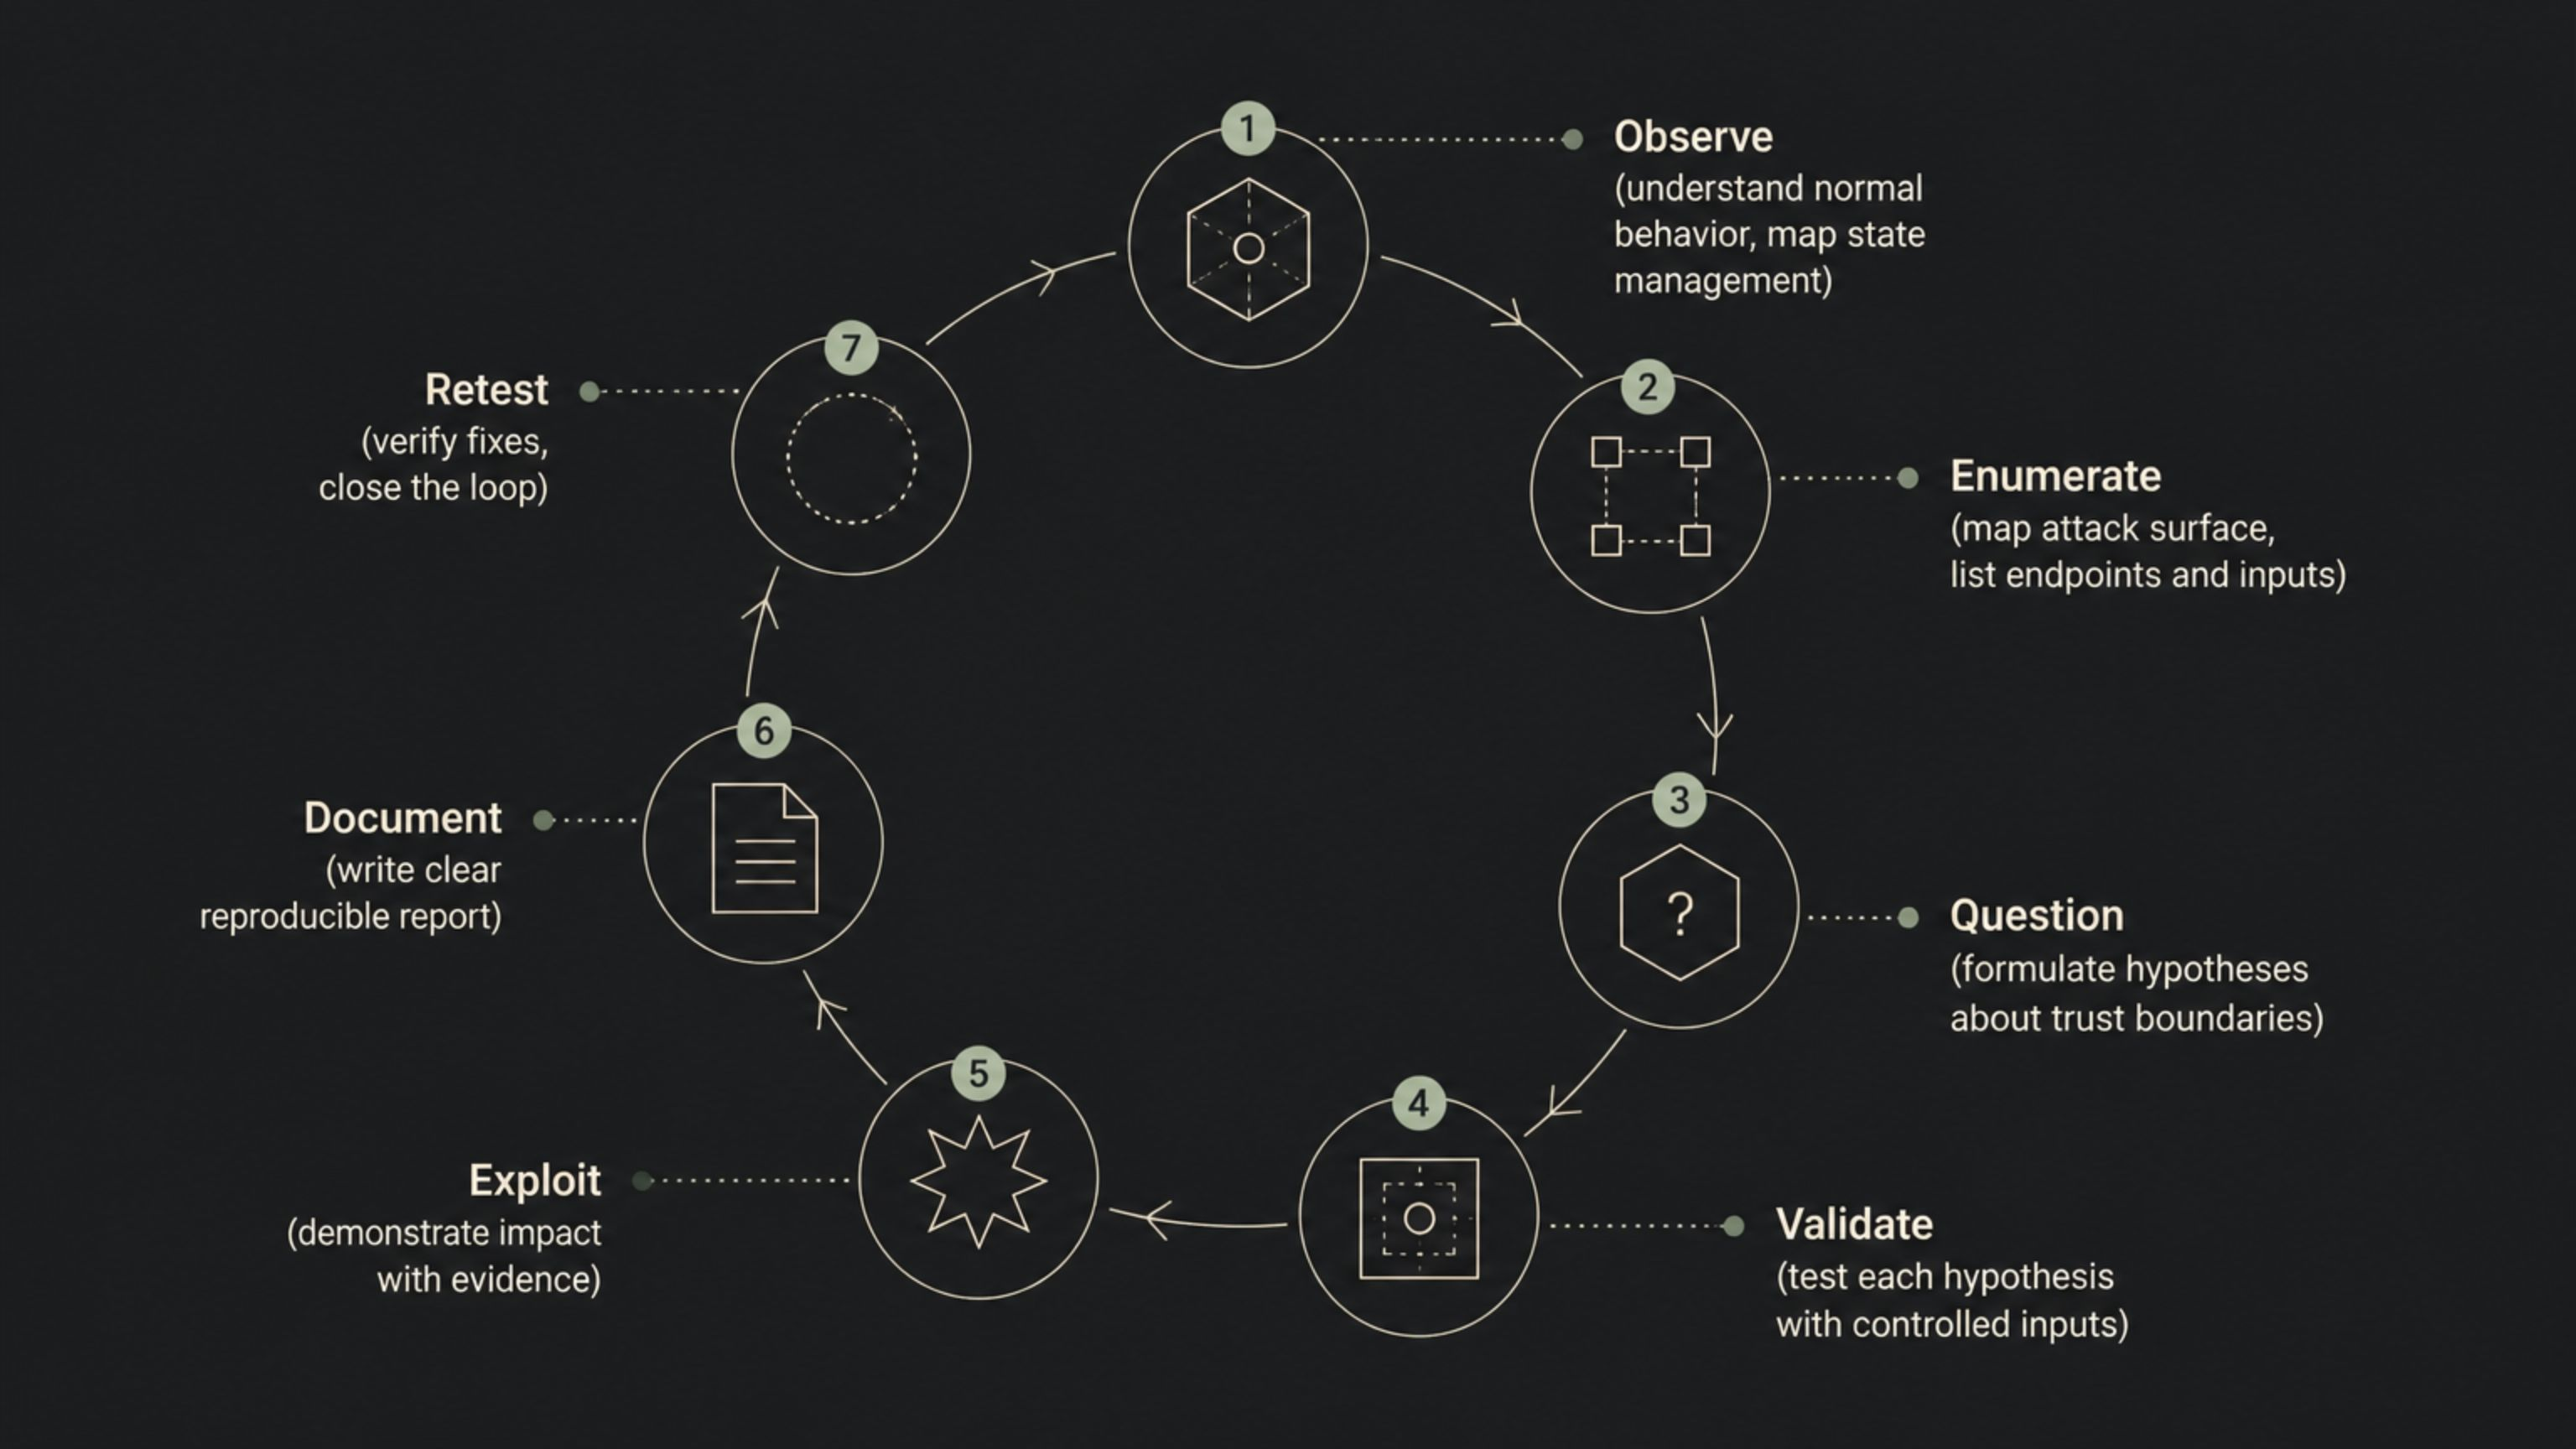 1
Observe
(understand normal
behavior, map state
management)
2
Enumerate
(map attack surface,
list endpoints and inputs)
3
?
Question
(formulate hypotheses
about trust boundaries)
4
Validate
(test each hypothesis
with controlled inputs)
5
Exploit
(demonstrate impact
with evidence)
6
Document
(write clear
reproducible report)
7
Retest
(verify fixes,
close the loop)